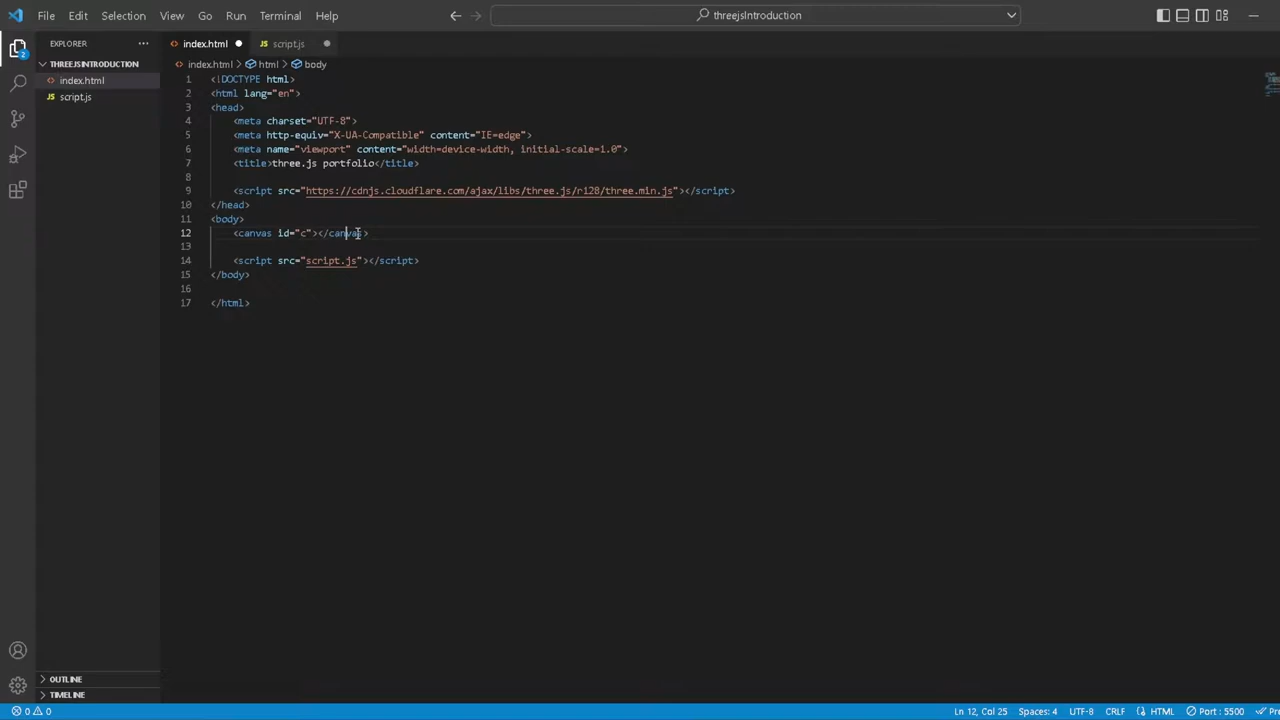 File Edit Selection View Go Run Terminal Help
threejsIntroduction
EXPLORER
index.html
script.js
THREEJSINTRODUCTION
index.html
script.js
2
index.html > html > body
1 <!DOCTYPE html>
2 <html lang="en">
3 <head>
4 <meta charset="UTF-8">
5 <meta http-equiv="X-UA-Compatible" content="IE=edge">
6 <meta name="viewport" content="width=device-width, initial-scale=1.0">
7 <title>three.js portfolio</title>
8
9 <script src="https://cdnjs.cloudflare.com/ajax/libs/three.js/r128/three.min.js"></script>
10 </head>
11 <body>
12 <canvas id="c"></canvas>
13
14 <script src="script.js"></script>
15 </body>
16
17 </html>
OUTLINE
TIMELINE
0 0
Ln 12, Col 25 Spaces: 4 UTF-8 CRLF HTML Port : 5500 Pre